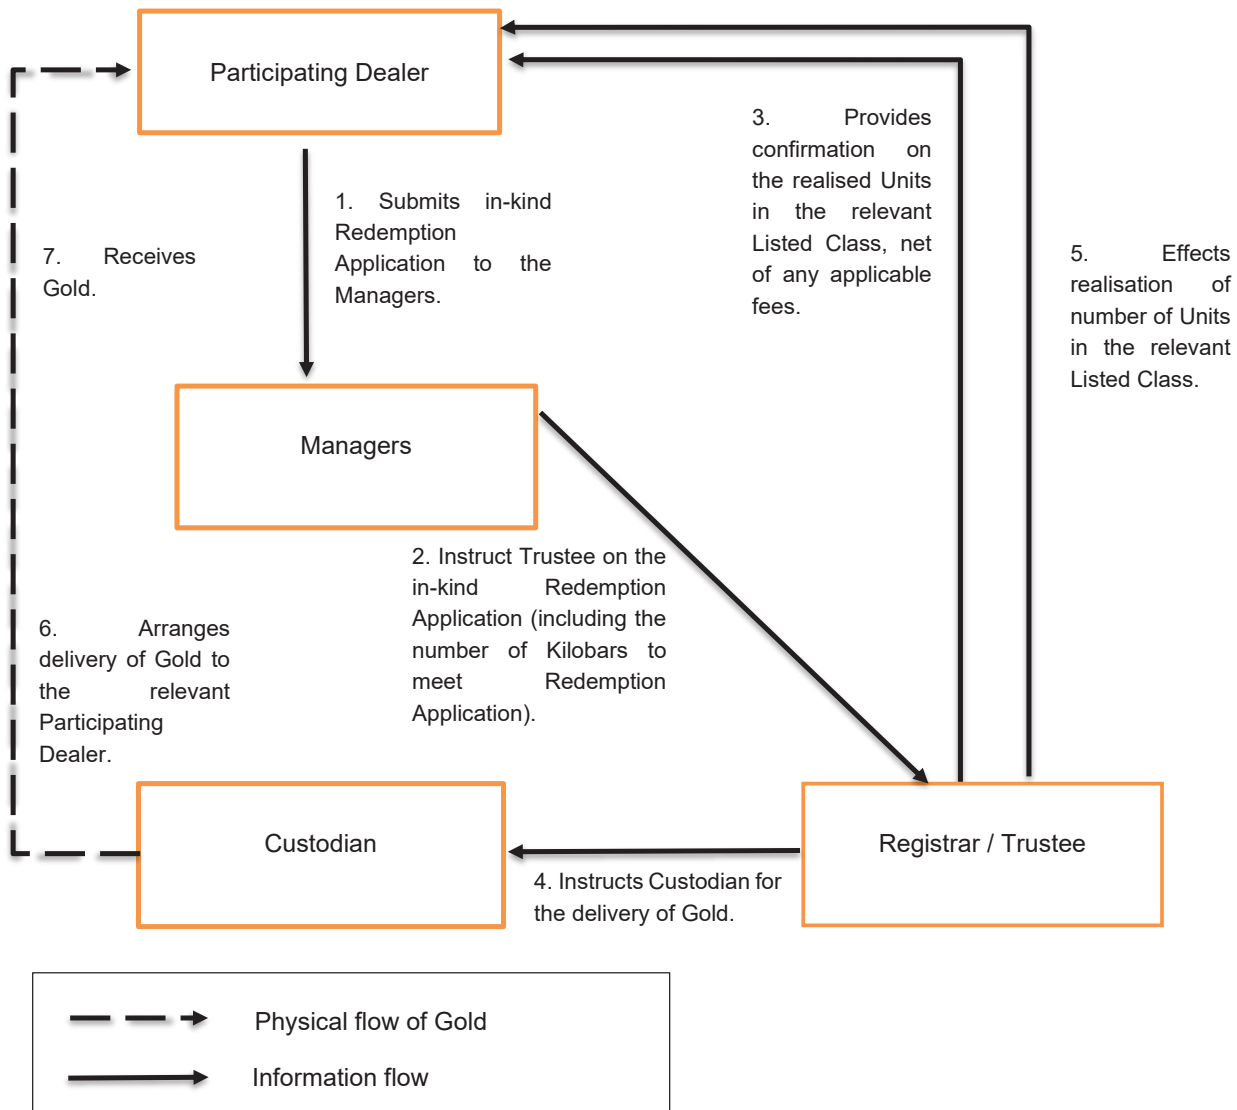 Participating Dealer
1. Submits in-kind
Redemption
Application to the
Managers.
3. Provides
confirmation on
the realised Units
in the relevant
Listed Class, net
of any applicable
fees.
7. Receives
Gold.
5. Effects
realisation of
number of Units
in the relevant
Listed Class.
Managers
2. Instruct Trustee on the
in-kind Redemption
Application (including the
number of Kilobars to
meet Redemption
Application).
6. Arranges
delivery of Gold to
the relevant
Participating
Dealer.
Custodian
Registrar / Trustee
4. Instructs Custodian for
the delivery of Gold.
Physical flow of Gold
Information flow